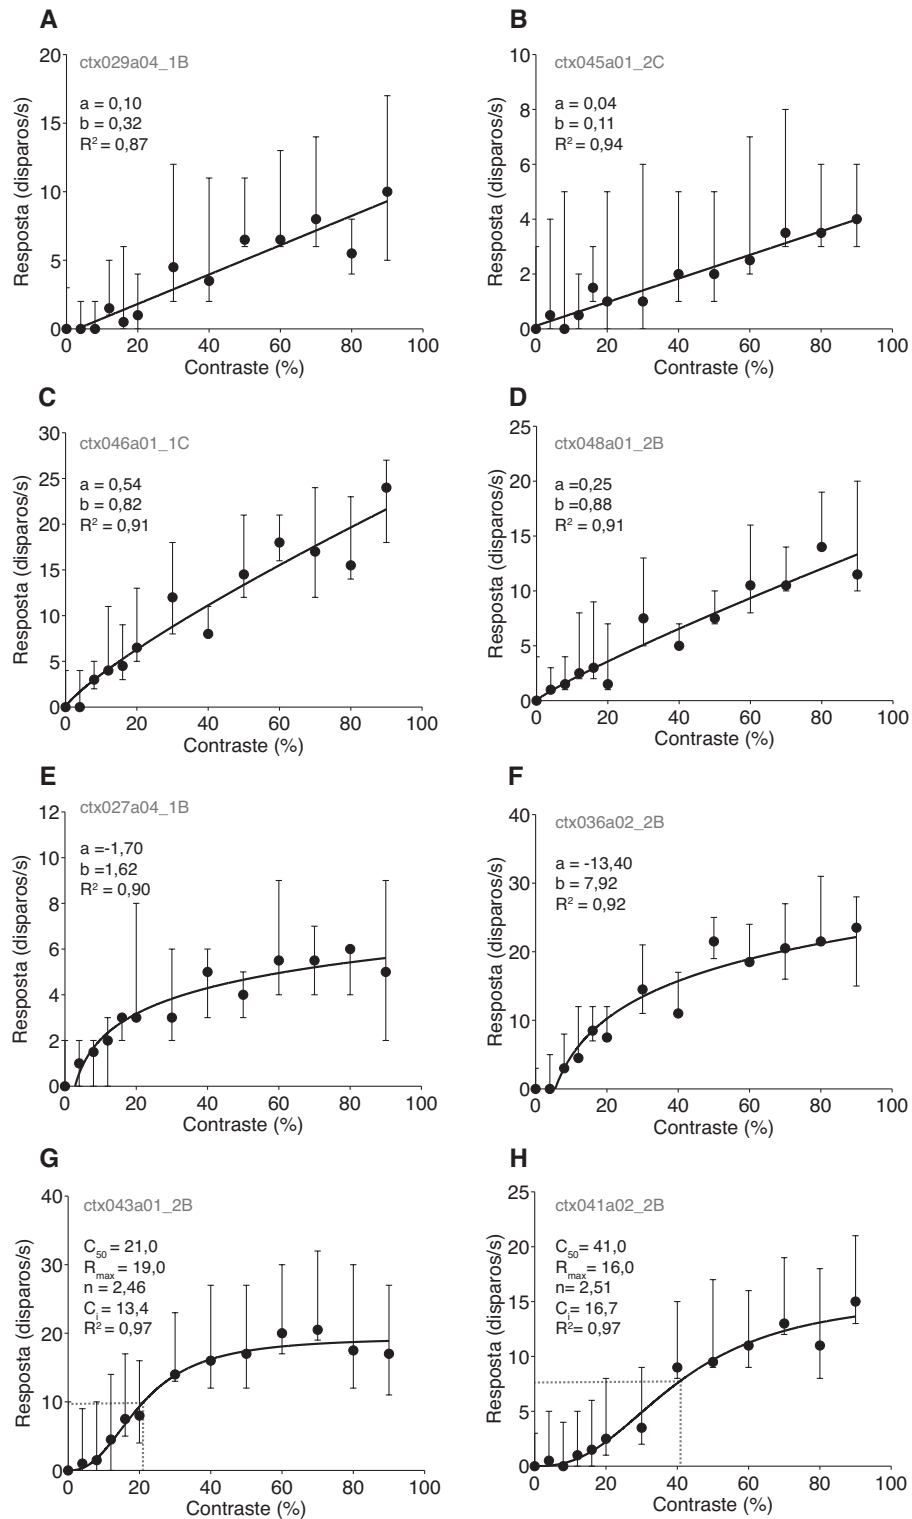 A
ctx029a04_1B
a = 0,10
b = 0,32
R² = 0,87
Resposta (disparos/s)
20
15
10
5
0
0 20 40 60 80 100
Contraste (%)
B
ctx045a01_2C
a = 0,04
b = 0,11
R² = 0,94
Resposta (disparos/s)
10
8
6
4
2
0
0 20 40 60 80 100
Contraste (%)
C
ctx046a01_1C
a = 0,54
b = 0,82
R² = 0,91
Resposta (disparos/s)
30
25
20
15
10
5
0
0 20 40 60 80 100
Contraste (%)
D
ctx048a01_2B
a =0,25
b =0,88
R² = 0,91
Resposta (disparos/s)
25
20
15
10
5
0
0 20 40 60 80 100
Contraste (%)
E
ctx027a04_1B
a=-1,70
b =1,62
R² = 0,90
Resposta (disparos/s)
12
10
8
6
4
2
0
0 20 40 60 80 100
Contraste (%)
F
ctx036a02_2B
a = -13,40
b = 7,92
R² = 0,92
Resposta (disparos/s)
40
30
20
10
0
0 20 40 60 80 100
Contraste (%)
G
ctx043a01_2B
C₅₀ = 21,0
Rmax = 19,0
n = 2,46
Cᵢ = 13,4
R² = 0,97
Resposta (disparos/s)
40
30
20
10
0
0 20 40 60 80 100
Contraste (%)
H
ctx041a02_2B
C₅₀ = 41,0
Rmax = 16,0
n= 2,51
Cᵢ = 16,7
R²= 0,97
Resposta (disparos/s)
25
20
15
10
5
0
0 20 40 60 80 100
Contraste (%)